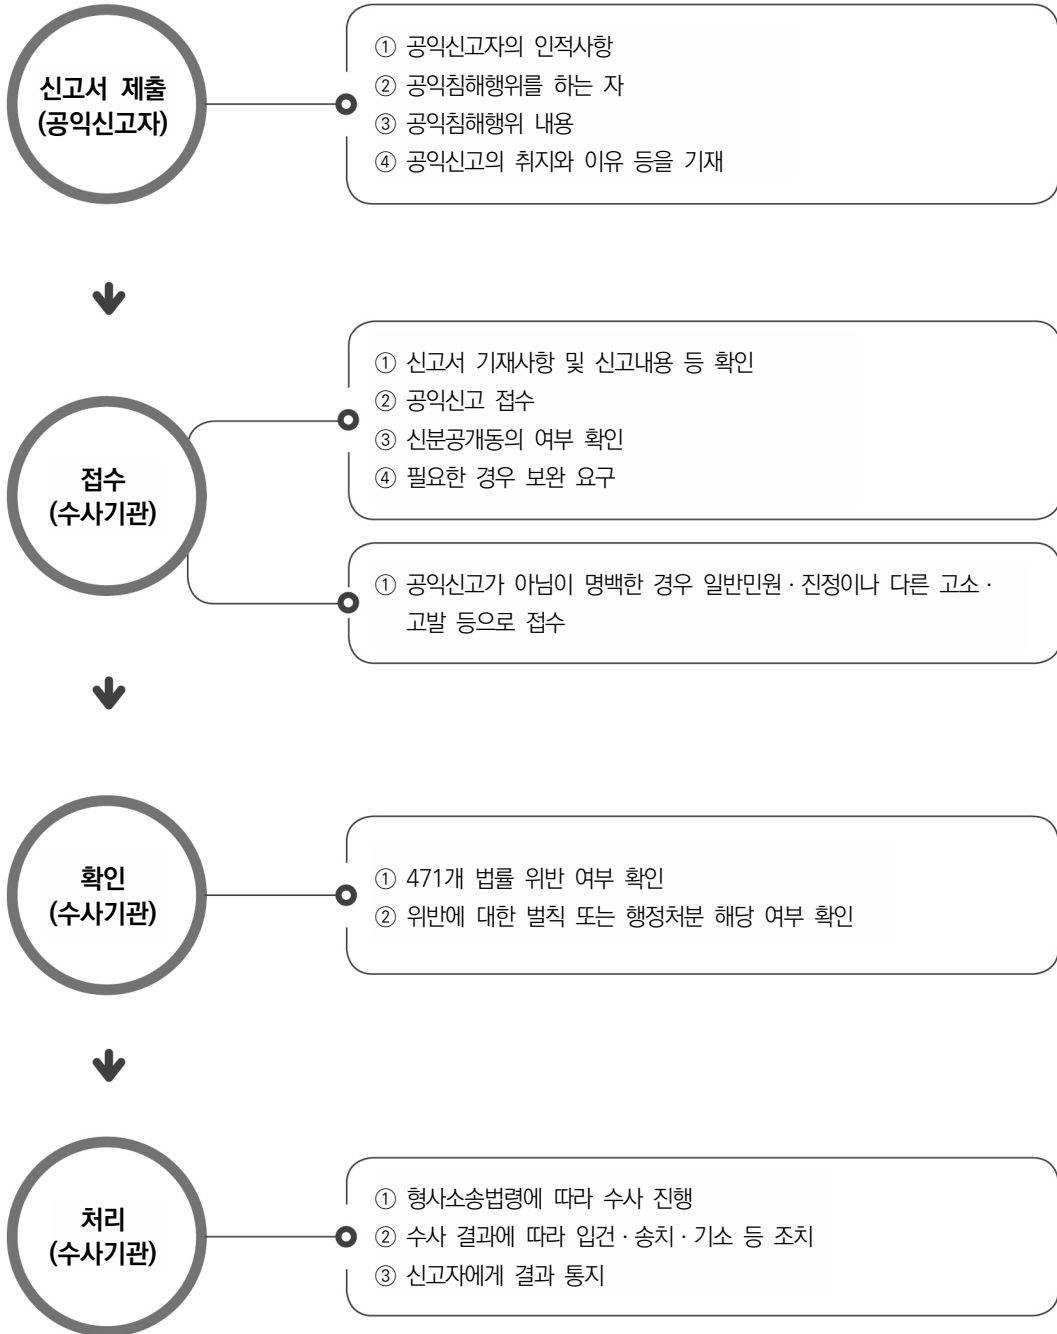 신고서 제출
(공익신고자)
① 공익신고자의 인적사항
② 공익침해행위를 하는 자
③ 공익침해행위 내용
④ 공익신고의 취지와 이유 등을 기재
접수
(수사기관)
① 신고서 기재사항 및 신고내용 등 확인
② 공익신고 접수
③ 신분공개동의 여부 확인
④ 필요한 경우 보완 요구
① 공익신고가 아님이 명백한 경우 일반민원 · 진정이나 다른 고소 ·
고발 등으로 접수
확인
(수사기관)
① 471개 법률 위반 여부 확인
② 위반에 대한 벌칙 또는 행정처분 해당 여부 확인
처리
(수사기관)
① 형사소송법령에 따라 수사 진행
② 수사 결과에 따라 입건 · 송치 · 기소 등 조치
③ 신고자에게 결과 통지